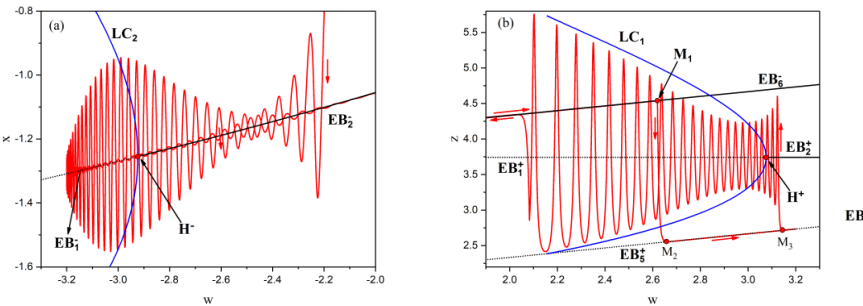 (a)
LC2
-0.8
-1.0
x
-1.2
-1.4
-1.6
EB2-
EB1-
H-
-3.2
-3.0
-2.8
-2.6
-2.4
-2.2
-2.0
w
(b)
LC1
M1
EB6-
5.5
5.0
4.5
4.0
z
3.5
3.0
2.5
EB1+
EB2+
H+
EB
EB5+
M2
M3
2.0
2.2
2.4
2.6
2.8
3.0
3.2
w